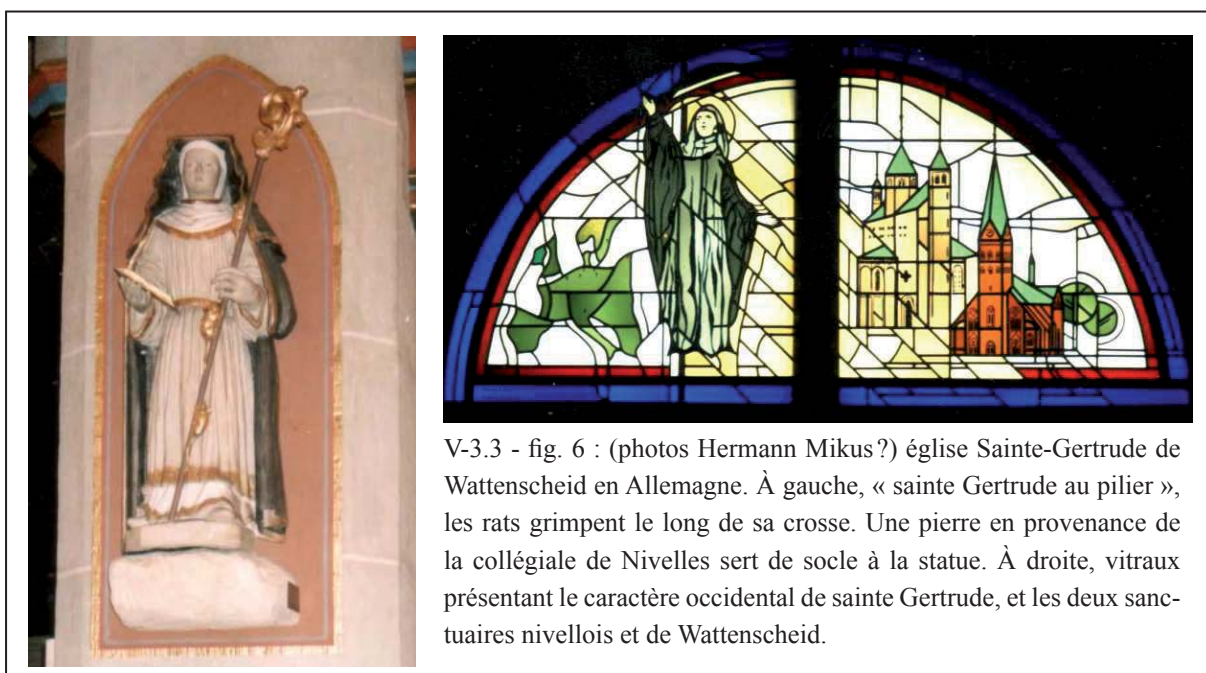 V-3.3 - fig. 6 : (photos Hermann Mikus ?) église Sainte-Gertrude de
Wattenscheid en Allemagne. À gauche, « sainte Gertrude au pilier »,
les rats grimpent le long de sa crosse. Une pierre en provenance de
la collégiale de Nivelles sert de socle à la statue. À droite, vitraux
présentant le caractère occidental de sainte Gertrude, et les deux sanc-
tuaires nivellois et de Wattenscheid.